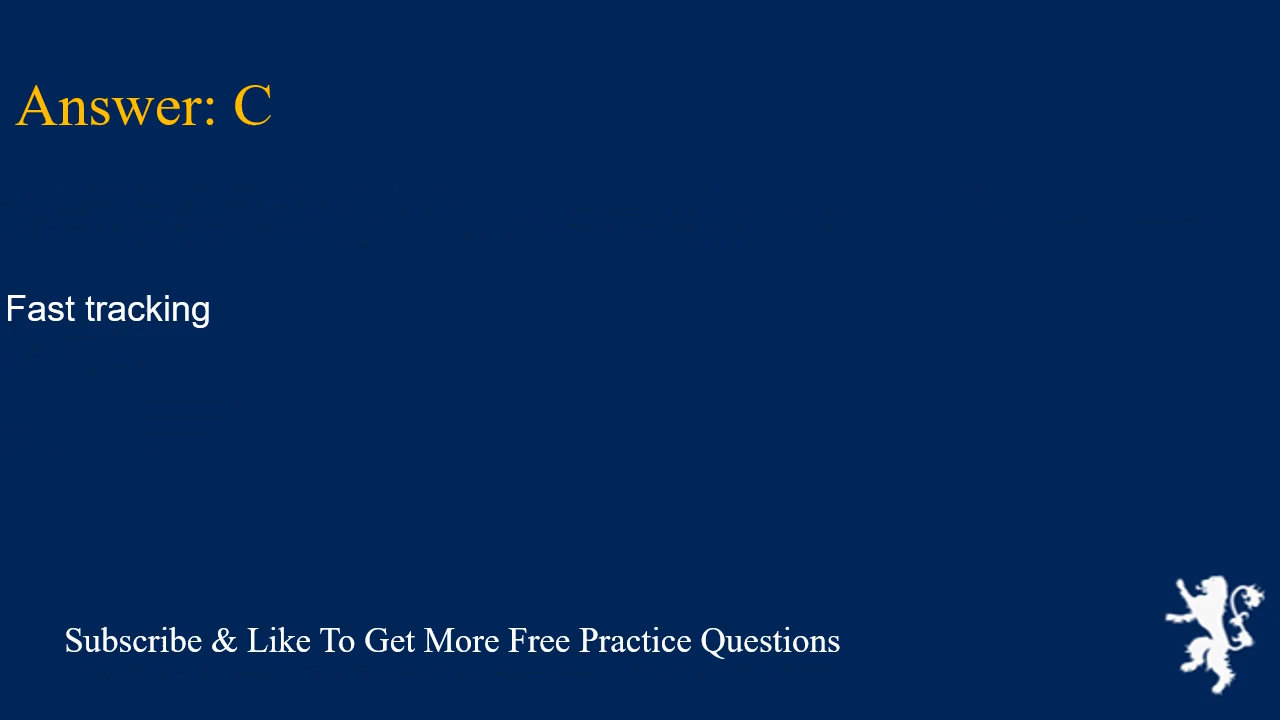 Answer: C
Fast tracking
Subscribe & Like To Get More Free Practice Questions